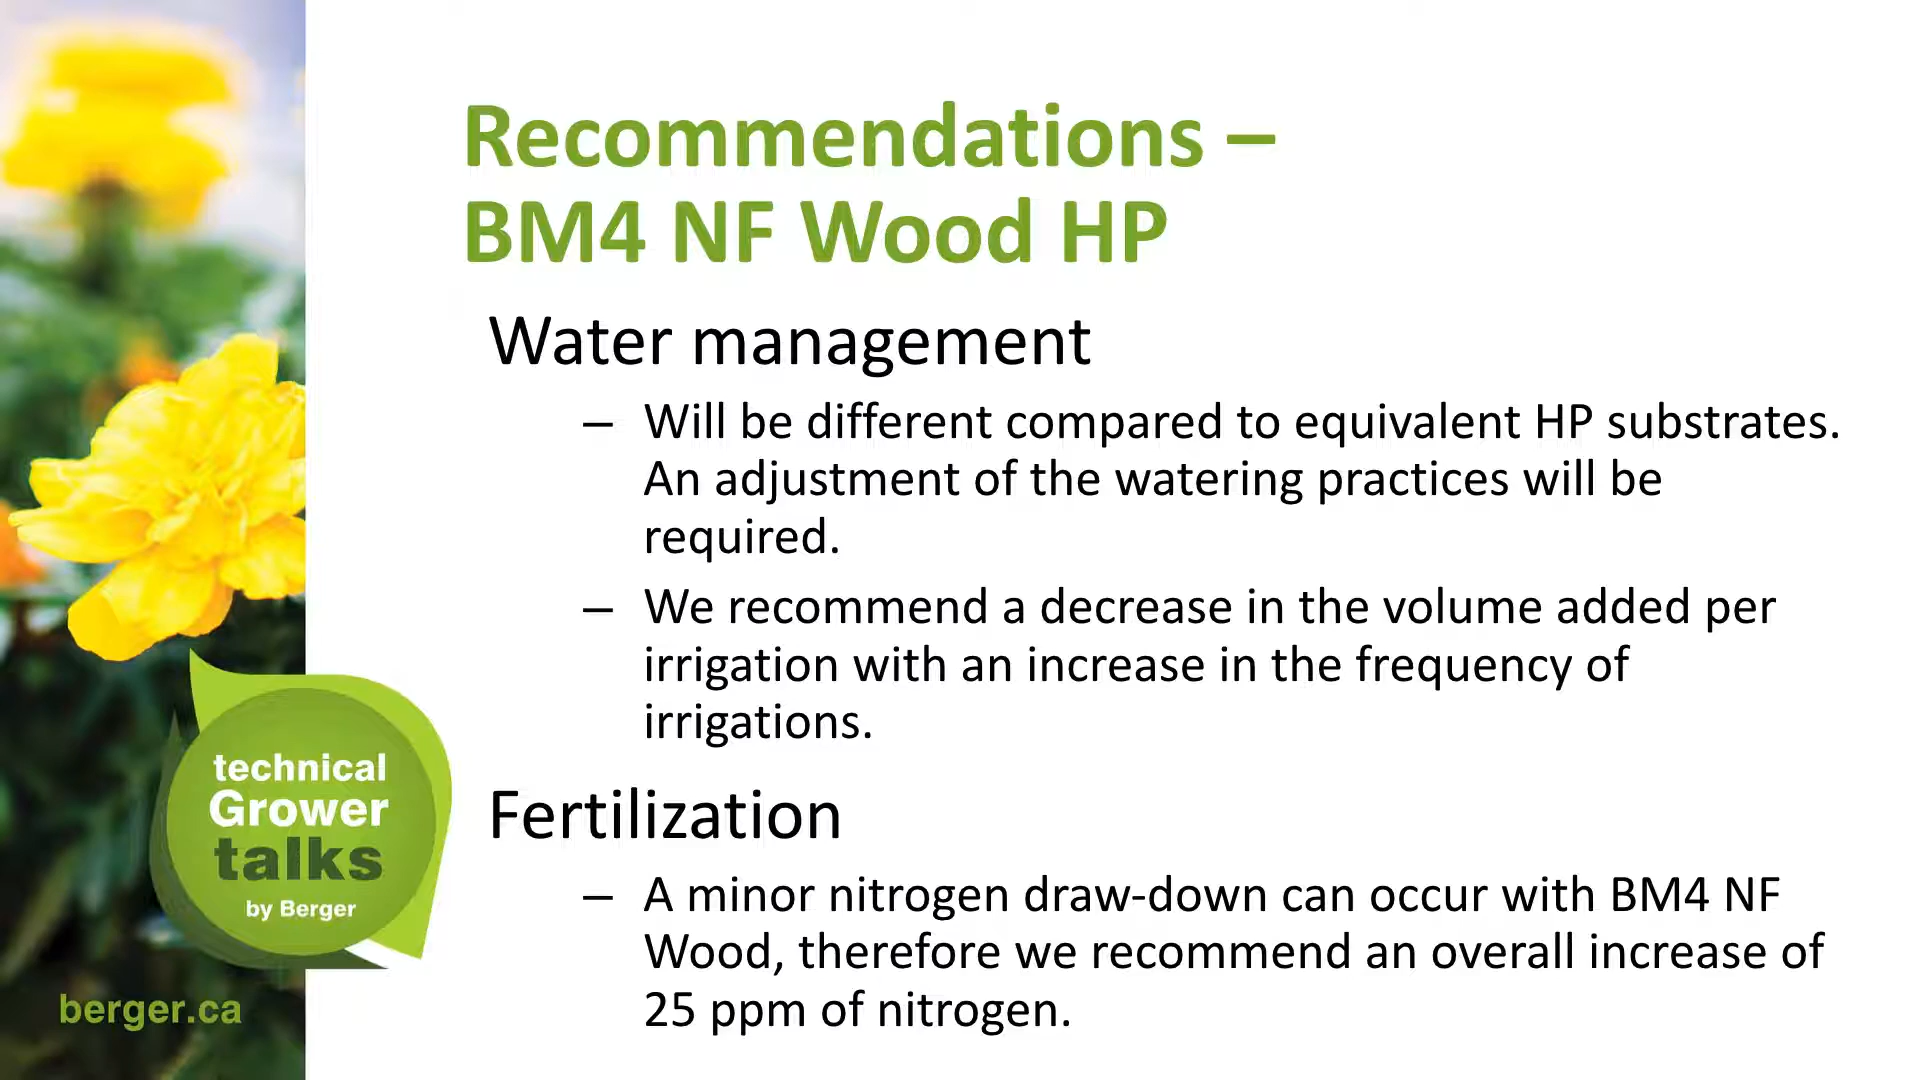 Recommendations –
BM4 NF Wood HP
Water management
– Will be different compared to equivalent HP substrates.
An adjustment of the watering practices will be
required.
– We recommend a decrease in the volume added per
irrigation with an increase in the frequency of
irrigations.
Fertilization
– A minor nitrogen draw-down can occur with BM4 NF
Wood, therefore we recommend an overall increase of
25 ppm of nitrogen.
technical
Grower
talks
by Berger
berger.ca